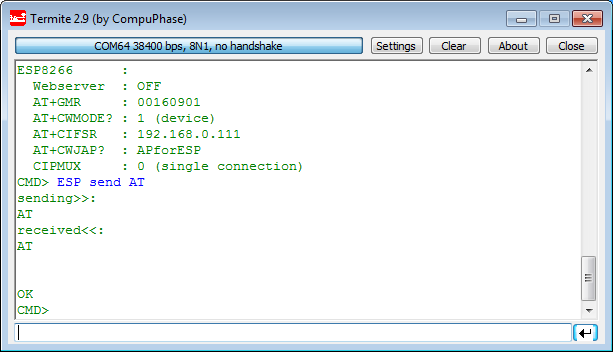 Termite 2.9 (by CompuPhase)
COM64 38400 bps, 8N1, no handshake
Settings
Clear
About
Close
ESP8266 :
Webserver : OFF
AT+GMR : 00160901
AT+CWMODE? : 1 (device)
AT+CIFSR : 192.168.0.111
AT+CWJAP? : APforESP
CIPMUX : 0 (single connection)
CMD> ESP send AT
sending>>:
AT
received<<:
AT
OK
CMD>